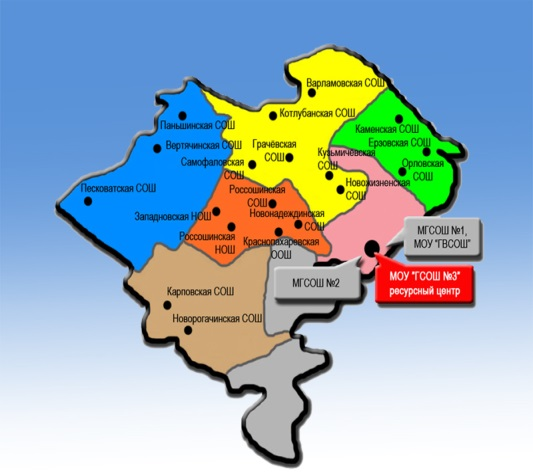 Варламовская СОШ
Котлубанская СОШ
Паньшинская СОШ
Каменская СОШ
Ерзовская СОШ
Вертячинская СОШ
Грачёвская
СОШ
Кузьмичёвская
СОШ
Самофаловская
СОШ
Орловская
СОШ
Песковатская СОШ
Россошинская
СОШ
Новожизненская
СОШ
Западновская НОШ
Новонадеждинская
СОШ
Россошинская
НОШ
Краснопахаревская
ООШ
МГСОШ №1,
МОУ "ГВСОШ"
МГСОШ №2
МОУ "ГСОШ №3"
ресурсный центр
Карповская СОШ
Новорогачинская СОШ